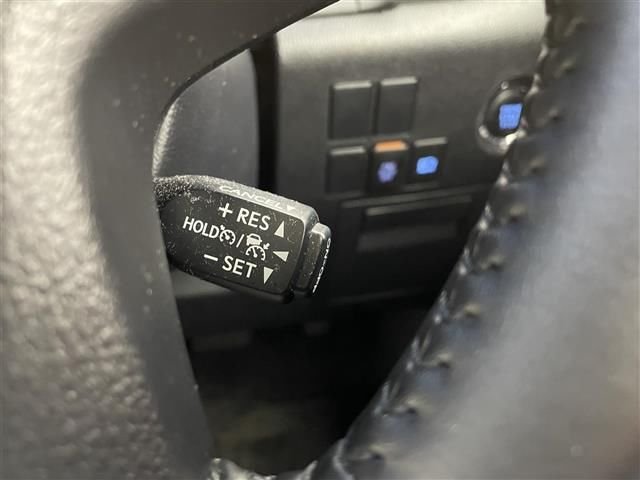 CANCEL
+ RES
HOLD /
- SET